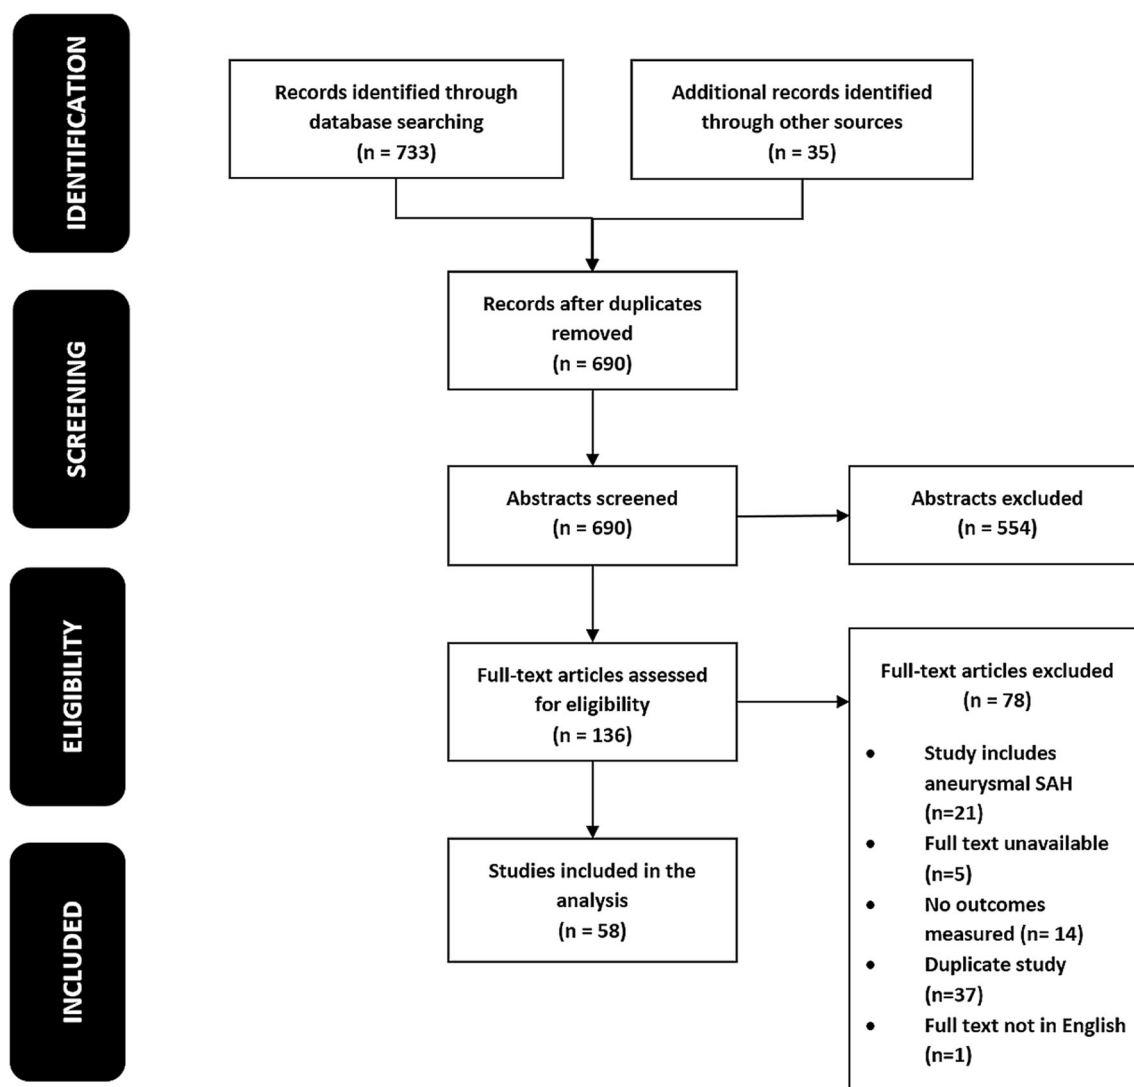 IDENTIFICATION
Records identified through
database searching
(n = 733)
Additional records identified
through other sources
(n = 35)
SCREENING
Records after duplicates
removed
(n = 690)
Abstracts screened
(n = 690)
Abstracts excluded
(n = 554)
ELIGIBILITY
Full-text articles assessed
for eligibility
(n = 136)
Full-text articles excluded
(n = 78)
• Study includes
aneurysmal SAH
(n=21)
• Full text unavailable
(n=5)
• No outcomes
measured (n= 14)
• Duplicate study
(n=37)
• Full text not in English
(n=1)
INCLUDED
Studies included in the
analysis
(n = 58)